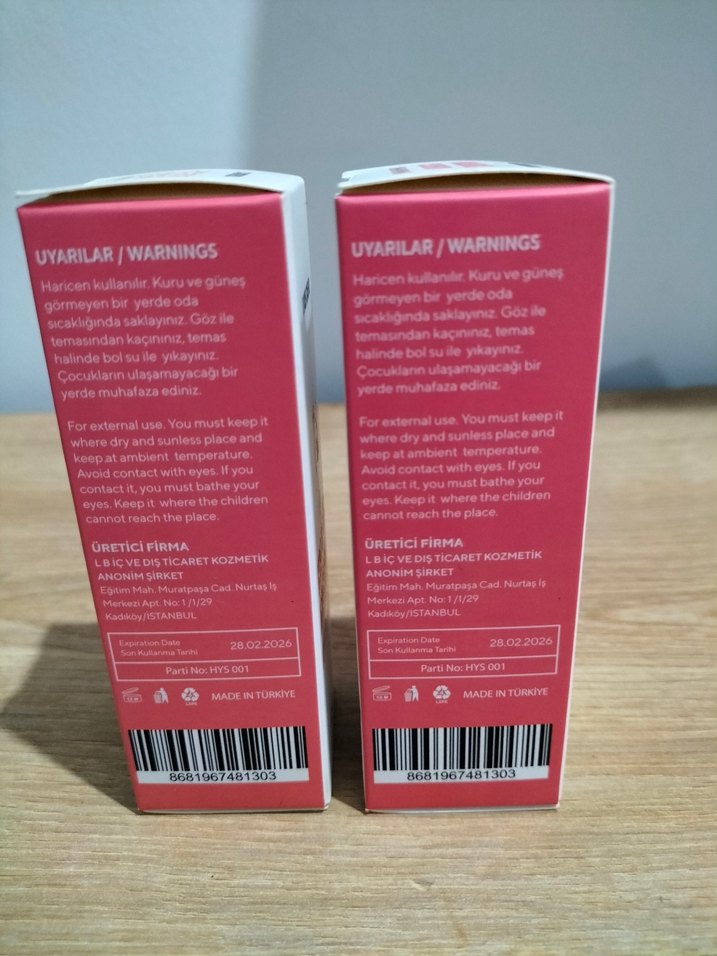 UYARILAR / WARNINGS
Haricen kullanılır. Kuru ve güneş
görmeyen bir yerde oda
sıcaklığında saklayınız. Göz ile
temasından kaçınınız, temas
halinde bol su ile yıkayınız.
Çocukların ulaşamayacağı bir
yerde muhafaza ediniz.
For external use. You must keep it
where dry and sunless place and
keep at ambient temperature.
Avoid contact with eyes. If you
contact it, you must bathe your
eyes. Keep it where the children
cannot reach the place.
ÜRETİCİ FİRMA
L B İÇ VE DIŞ TİCARET KOZMETİK
ANONİM ŞİRKET
Eğitim Mah. Muratpaşa Cad. Nurtaş İş
Merkezi Apt. No: 1/1/29
Kadıköy/İSTANBUL
Expiration Date
Son Kullanma Tarihi
28.02.2026
Parti No: HYS 001
12 M
LDPE
MADE IN TÜRKİYE
8681967481303
UYARILAR / WARNINGS
Haricen kullanılır. Kuru ve güneş
görmeyen bir yerde oda
sıcaklığında saklayınız. Göz ile
temasından kaçınınız, temas
halinde bol su ile yıkayınız.
Çocukların ulaşamayacağı bir
yerde muhafaza ediniz.
For external use. You must keep it
where dry and sunless place and
keep at ambient temperature.
Avoid contact with eyes. If you
contact it, you must bathe your
eyes. Keep it where the children
cannot reach the place.
ÜRETİCİ FİRMA
L B İÇ VE DIŞ TİCARET KOZMETİK
ANONİM ŞİRKET
Eğitim Mah. Muratpaşa Cad. Nurtaş İş
Merkezi Apt. No: 1/1/29
Kadıköy/İSTANBUL
Expiration Date
Son Kullanma Tarihi
28.02.2026
Parti No: HYS 001
12 M
LDPE
MADE IN TÜRKİYE
8681967481303